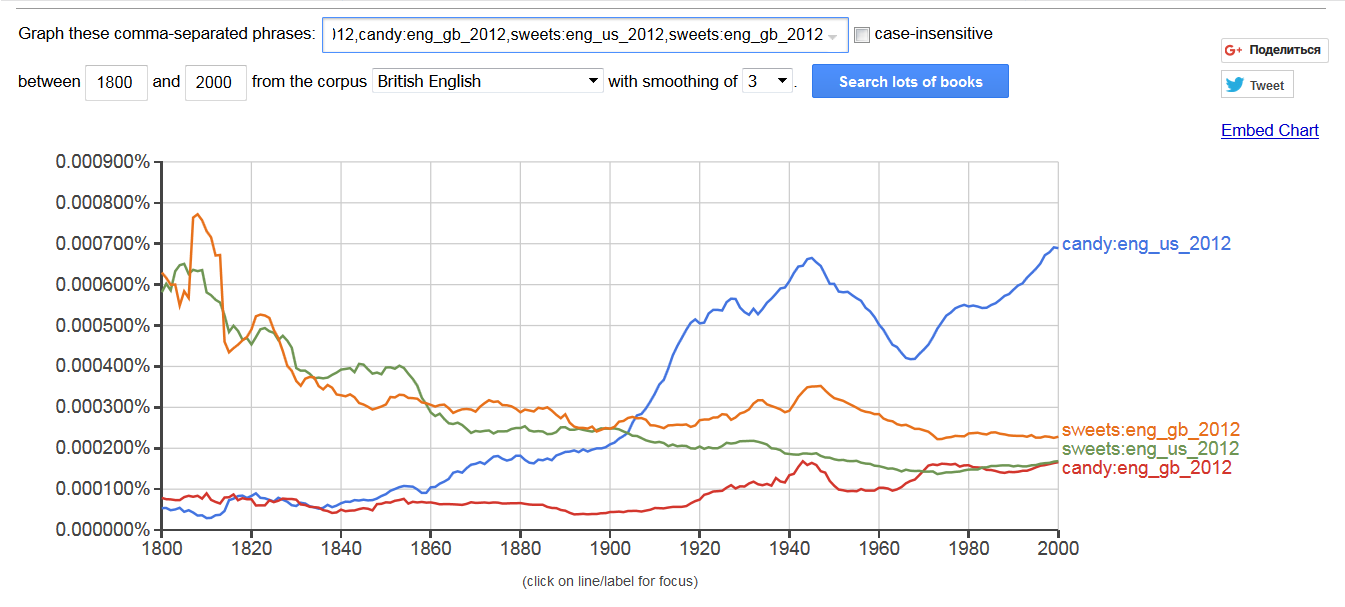 Graph these comma-separated phrases: )12,candy:eng_gb_2012,sweets:eng_us_2012,sweets:eng_gb_2012 case-insensitive
between 1800 and 2000 from the corpus British English with smoothing of 3 . Search lots of books
G+ Поделиться
Tweet
Embed Chart
0.000900%
0.000800%
0.000700%
0.000600%
0.000500%
0.000400%
0.000300%
0.000200%
0.000100%
0.000000%
candy:eng_us_2012
sweets:eng_gb_2012
sweets:eng_us_2012
candy:eng_gb_2012
1800 1820 1840 1860 1880 1900 1920 1940 1960 1980 2000
(click on line/label for focus)